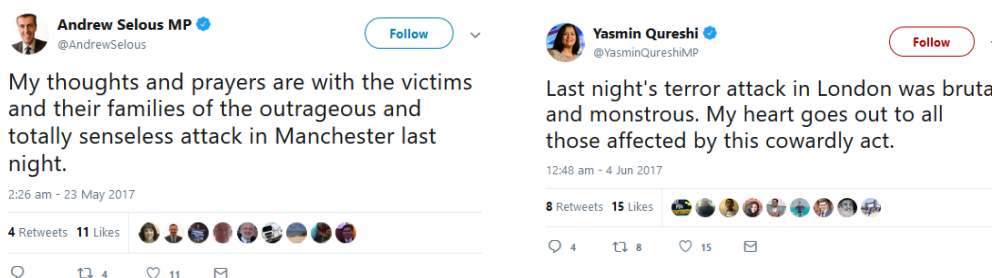 Andrew Selous MP
@AndrewSelous
Follow
My thoughts and prayers are with the victims
and their families of the outrageous and
totally senseless attack in Manchester last
night.
2:26 am - 23 May 2017
4 Retweets 11 Likes
4 11
Yasmin Qureshi
@YasminQureshiMP
Follow
Last night's terror attack in London was bruta
and monstrous. My heart goes out to all
those affected by this cowardly act.
12:48 am - 4 Jun 2017
8 Retweets 15 Likes
4 8 15